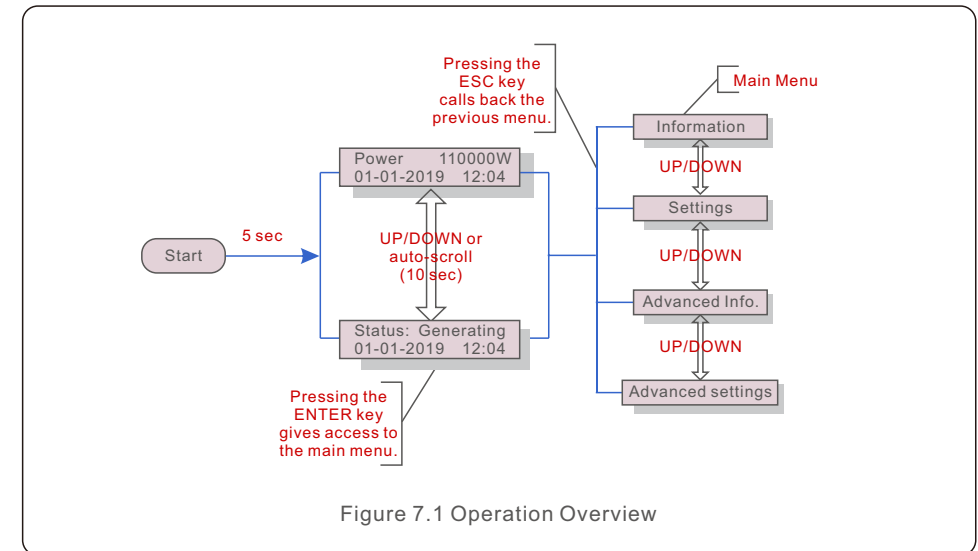 Pressing the
ESC key
calls back the
previous menu.
Main Menu
Information
UP/DOWN
Settings
UP/DOWN
Advanced Info.
UP/DOWN
Advanced settings
Power 110000W
01-01-2019 12:04
Start
5 sec
UP/DOWN or
auto-scroll
(10 sec)
Status: Generating
01-01-2019 12:04
Pressing the
ENTER key
gives access to
the main menu.
Figure 7.1 Operation Overview